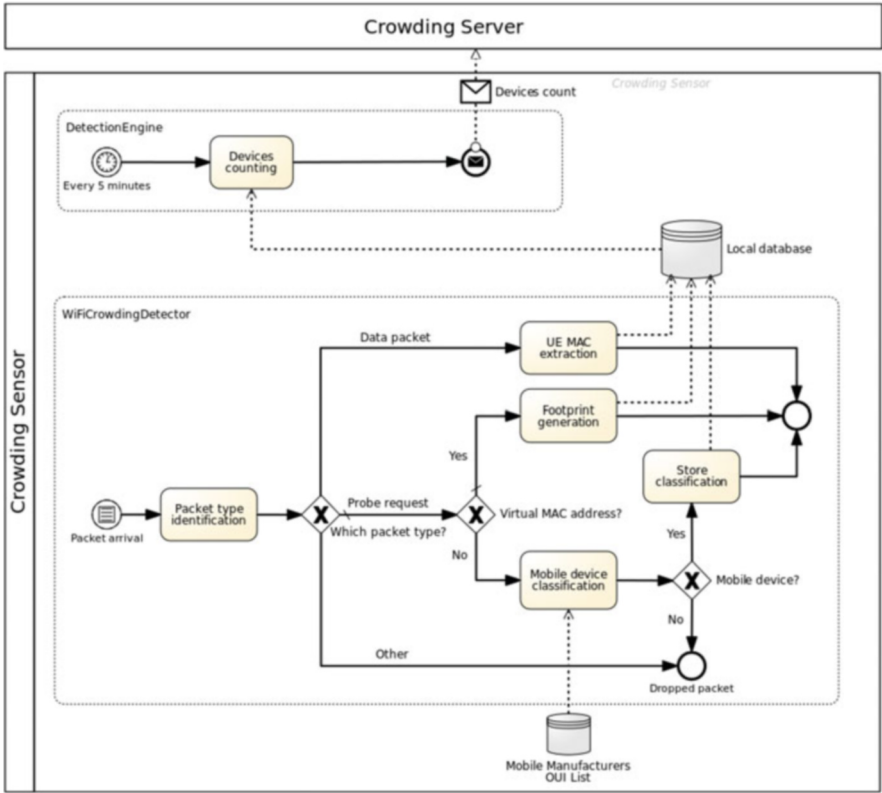 Crowding Server
Crowding Sensor
Devices count
DetectionEngine
Devices
counting
Every 5 minutes
Local database
WiFiCrowdingDetector
Data packet
UE MAC
extraction
Footprint
generation
Yes
Store
classification
Crowding Sensor
Packet type
identification
Probe request
Virtual MAC address?
Which packet type?
Packet arrival
Yes
No
Mobile device
classification
Mobile device?
No
Other
Dropped packet
Mobile Manufacturers
OUI List